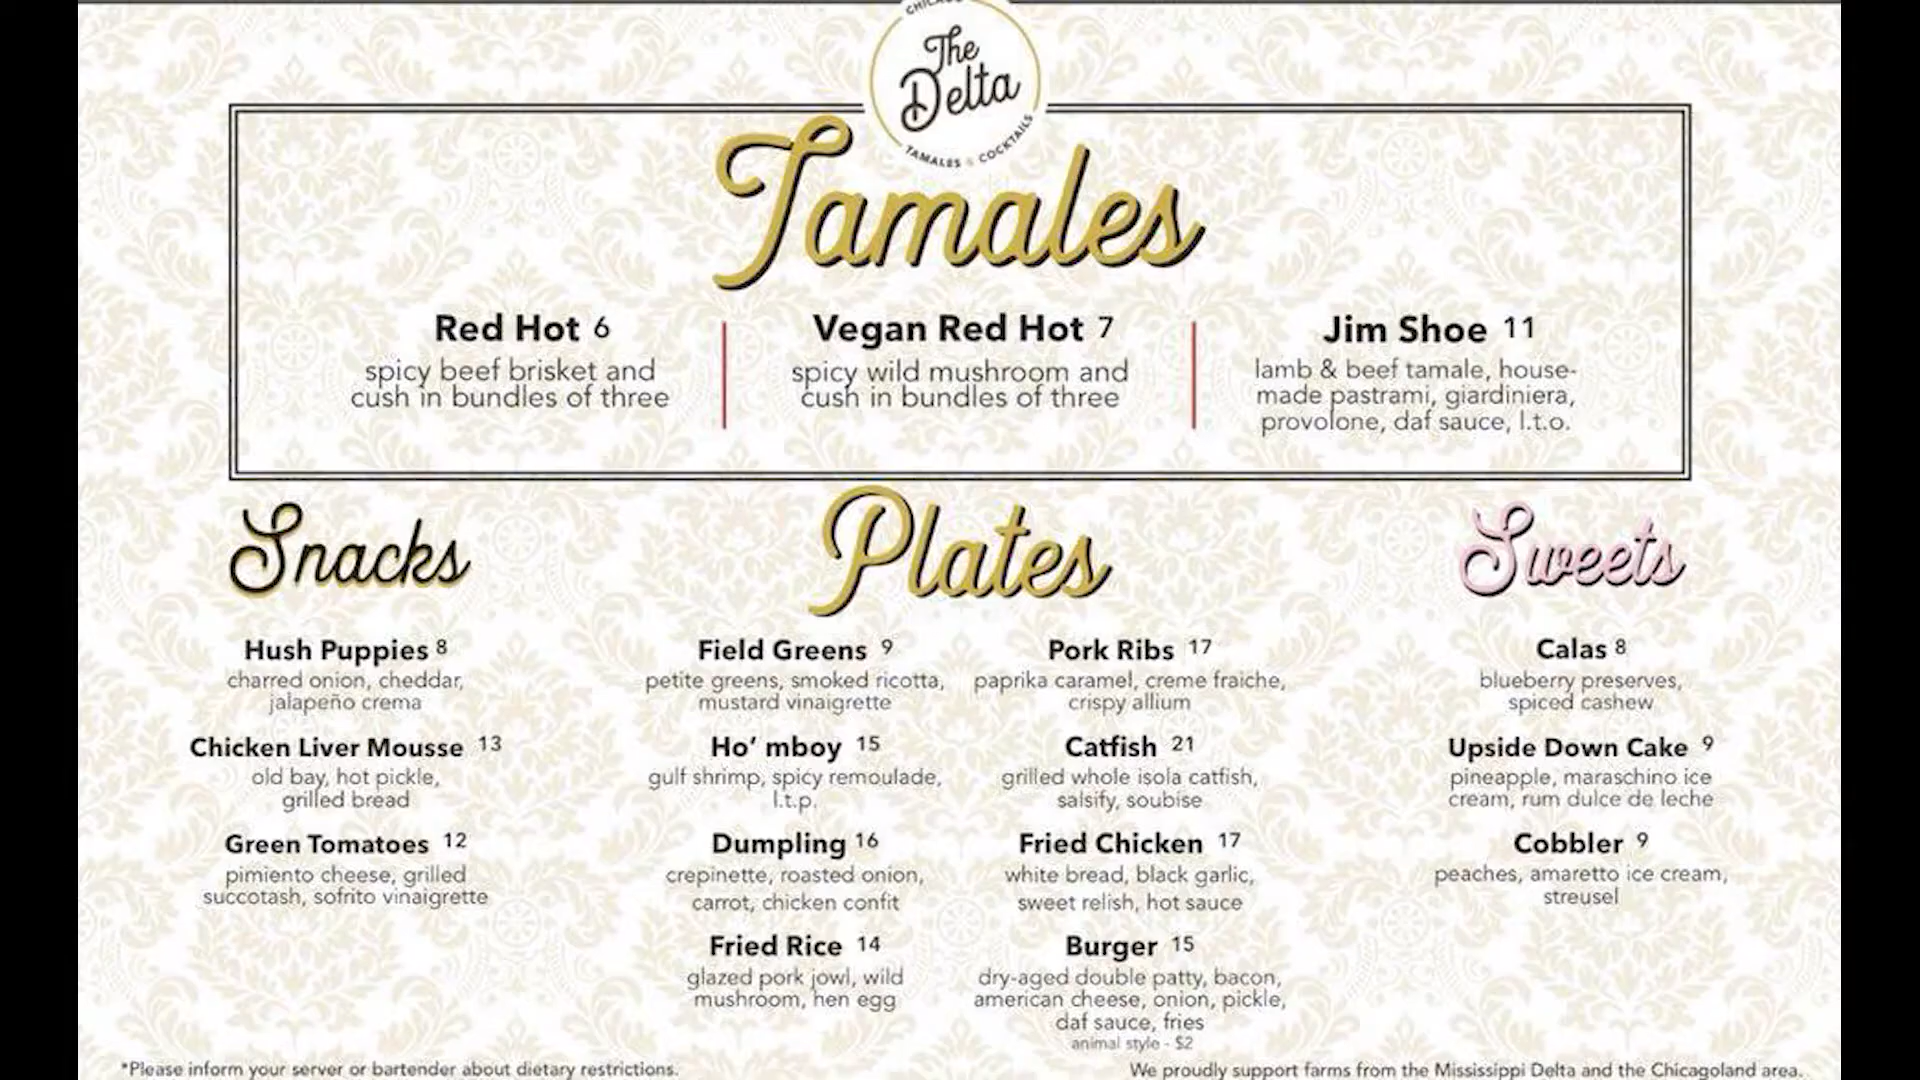 The
Delta
TAMALES & COCKTAILS
Tamales
Red Hot 6
spicy beef brisket and
cush in bundles of three
Vegan Red Hot 7
spicy wild mushroom and
cush in bundles of three
Jim Shoe 11
lamb & beef tamale, house-
made pastrami, giardiniera,
provolone, daf sauce, l.t.o.
Snacks
Hush Puppies 8
charred onion, cheddar,
jalapeño crema
Chicken Liver Mousse 13
old bay, hot pickle,
grilled bread
Green Tomatoes 12
pimiento cheese, grilled
succotash, sofrito vinaigrette
Plates
Field Greens 9
petite greens, smoked ricotta,
mustard vinaigrette
Ho' mboy 15
gulf shrimp, spicy remoulade,
l.t.p.
Dumpling 16
crepinette, roasted onion,
carrot, chicken confit
Fried Rice 14
glazed pork jowl, wild
mushroom, hen egg
Pork Ribs 17
paprika caramel, creme fraiche,
crispy allium
Catfish 21
grilled whole isola catfish,
salsify, soubise
Fried Chicken 17
white bread, black garlic,
sweet relish, hot sauce
Burger 15
dry-aged double patty, bacon,
american cheese, onion, pickle,
daf sauce, fries
animal style - $2
Sweets
Calas 8
blueberry preserves,
spiced cashew
Upside Down Cake 9
pineapple, maraschino ice
cream, rum dulce de leche
Cobbler 9
peaches, amaretto ice cream,
streusel
*Please inform your server or bartender about dietary restrictions.
We proudly support farms from the Mississippi Delta and the Chicagoland area.